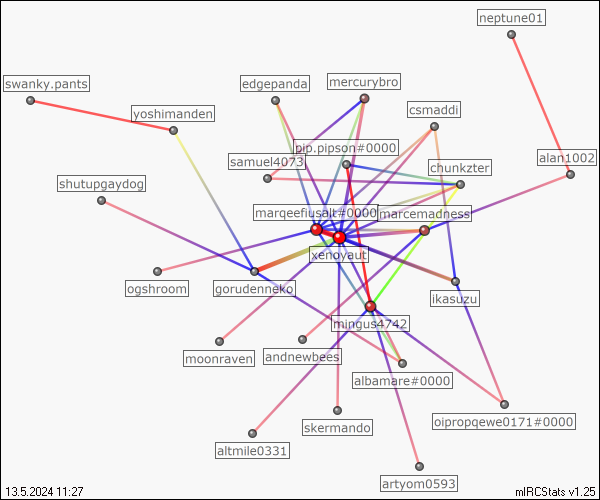 neptune01
swanky.pants
edgepanda
mercurybro
yoshimanden
csmaddi
pip.pipson#0000
samuel4073
chunkzter
alan1002
shutupgaydog
marqeefiusalt#0000
marcemadness
xenoyaut
ogshroom
gorudenneko
ikasuzu
mingus4742
moonraven
andnewbees
albamare#0000
skermando
oipropqewe0171#0000
altmile0331
artyom0593
13.5.2024 11:27
mIRCStats v1.25